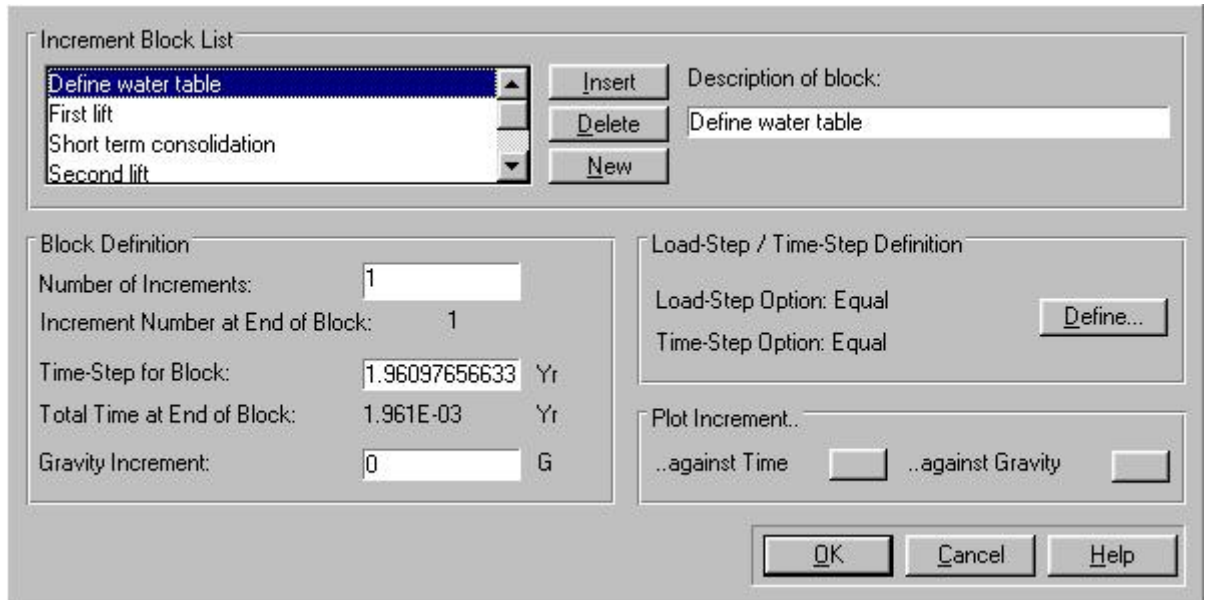 Increment Block List
Define water table
First lift
Short term consolidation
Second lift
Insert
Delete
New
Description of block:
Define water table
Block Definition
Number of Increments: 1
Increment Number at End of Block: 1
Time-Step for Block: 1.96097656633 Yr
Total Time at End of Block: 1.961E-03 Yr
Gravity Increment: 0 G
Load-Step / Time-Step Definition
Load-Step Option: Equal
Time-Step Option: Equal
Define...
Plot Increment..
..against Time ..against Gravity
OK Cancel Help